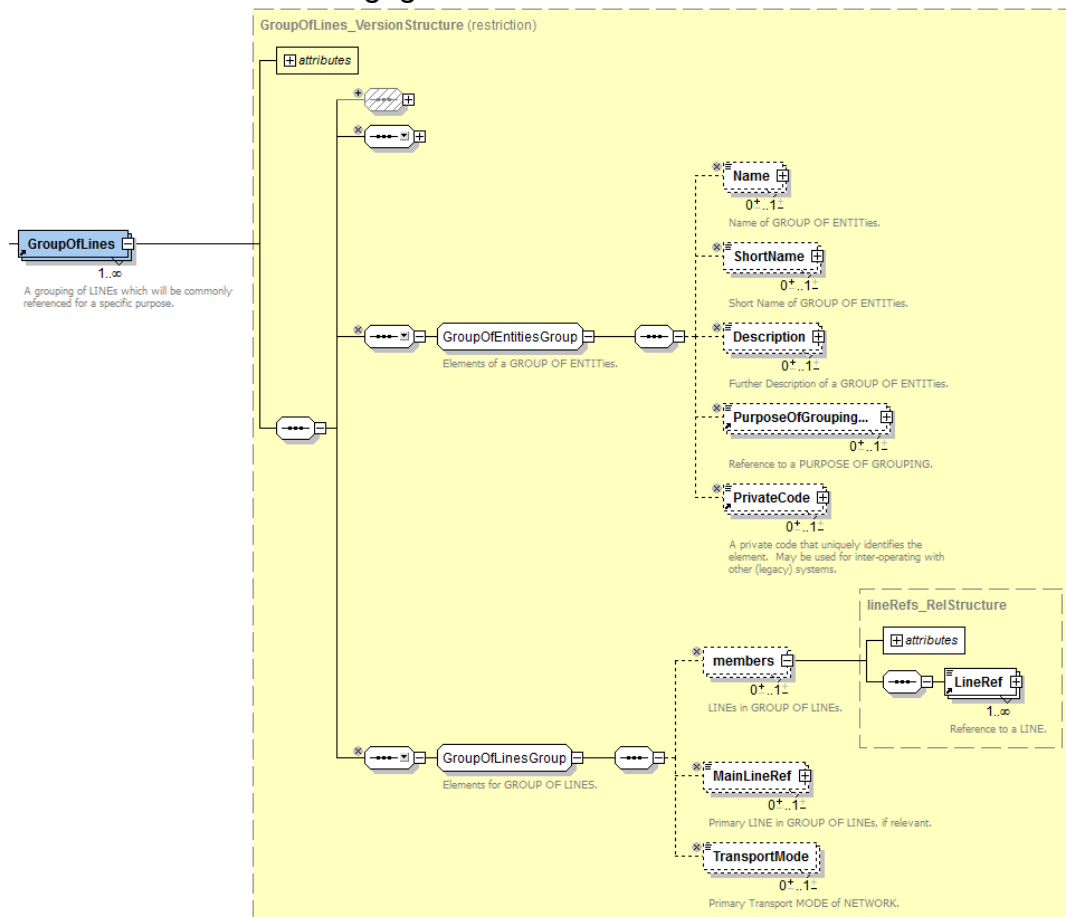 GroupOfLines_VersionStructure (restriction)
attributes
GroupOfLines
1..∞
A grouping of LINEs which will be commonly
referenced for a specific purpose.
GroupOfEntitiesGroup
Elements of a GROUP OF ENTITies.
Name
0..1
Name of GROUP OF ENTITies.
ShortName
0..1
Short Name of GROUP OF ENTITies.
Description
0..1
Further Description of a GROUP OF ENTITies.
PurposeOfGrouping...
0..1
Reference to a PURPOSE OF GROUPING.
PrivateCode
0..1
A private code that uniquely identifies the
element. May be used for inter-operating with
other (legacy) systems.
GroupOfLinesGroup
Elements for GROUP OF LINES.
members
0..1
LINEs in GROUP OF LINEs.
lineRefs_RelStructure
attributes
LineRef
1..∞
Reference to a LINE.
MainLineRef
0..1
Primary LINE in GROUP OF LINEs, if relevant.
TransportMode
0..1
Primary Transport MODE of NETWORK.